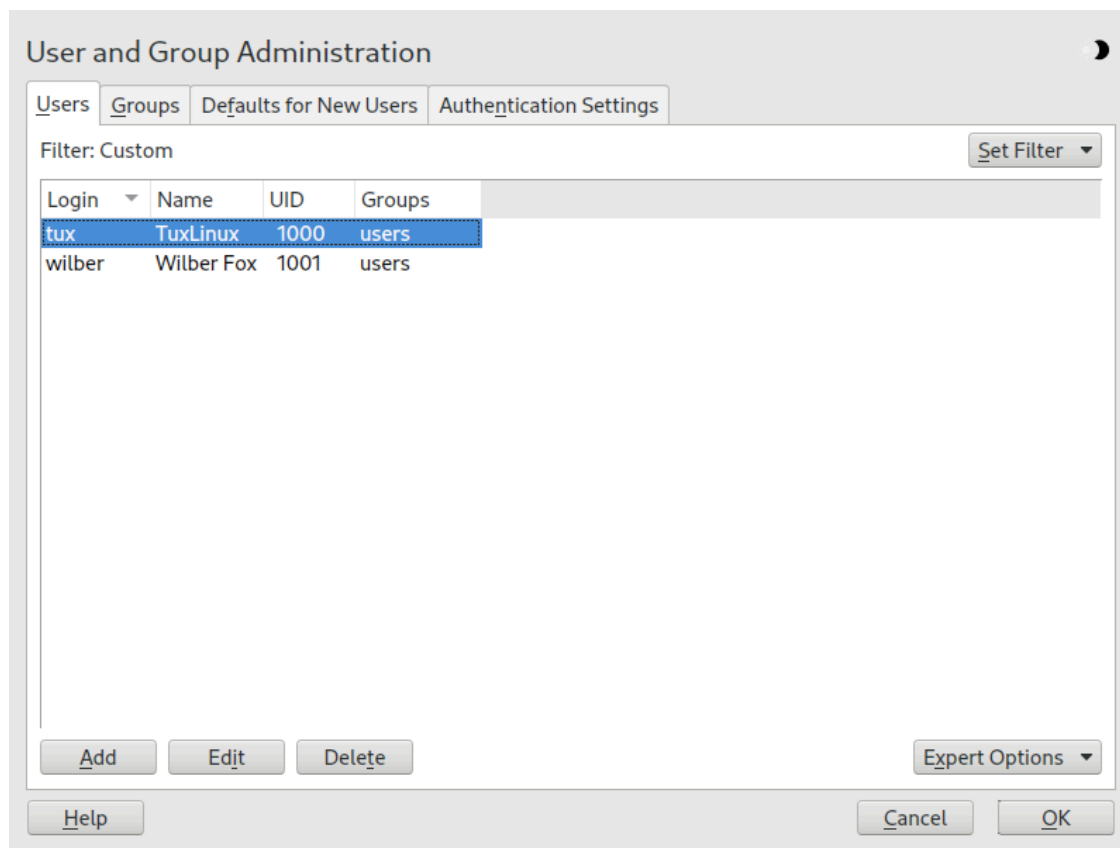 User and Group Administration
Users Groups Defaults for New Users Authentication Settings
Filter: Custom Set Filter
Login Name UID Groups
tux TuxLinux 1000 users
wilber Wilber Fox 1001 users
Add Edit Delete Expert Options
Help Cancel OK